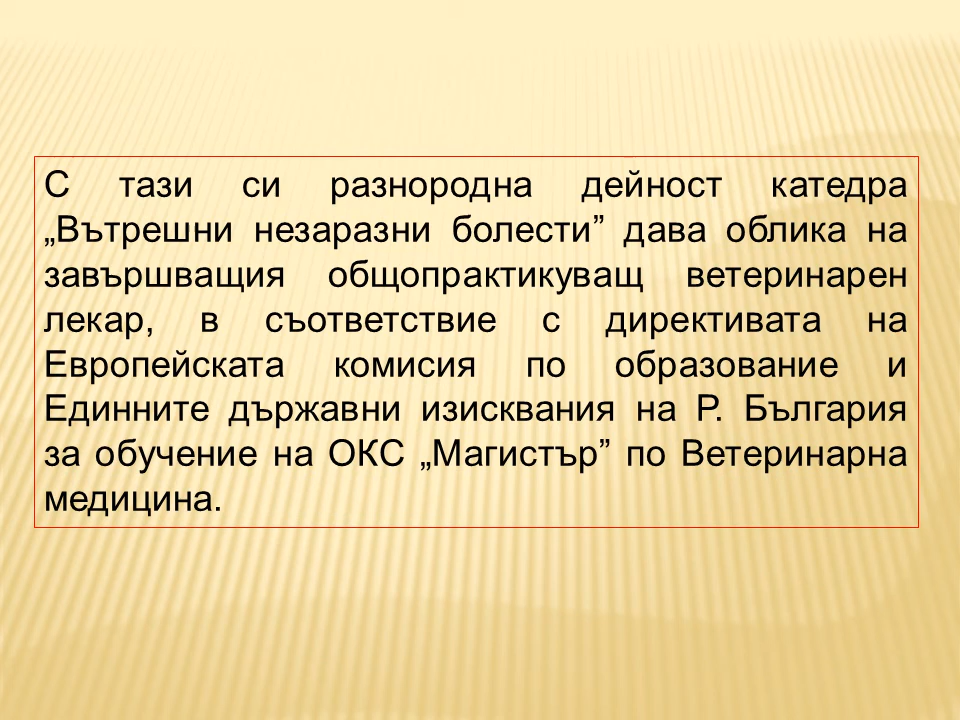 С тази си разнородна дейност катедра
„Вътрешни незаразни болести” дава облика на
завършващия общопрактикуващ ветеринарен
лекар, в съответствие с директивата на
Европейската комисия по образование и
Единните държавни изисквания на Р. България
за обучение на ОКС „Магистър” по Ветеринарна
медицина.